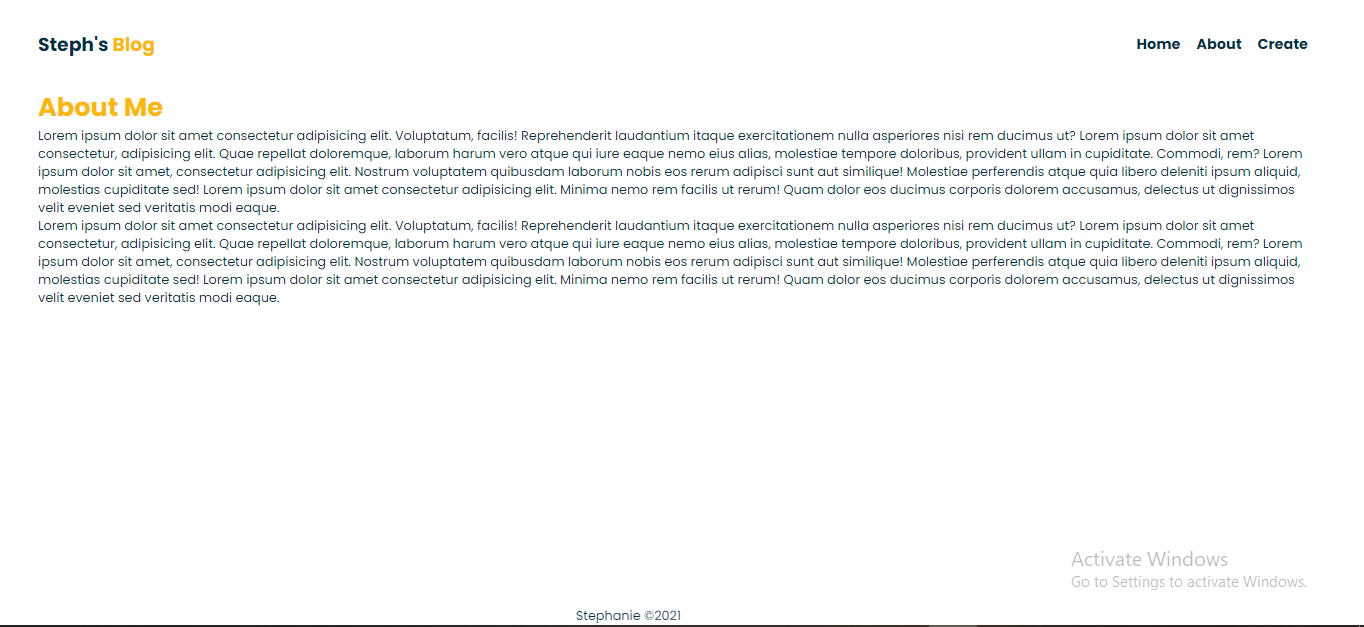 Steph's Blog
Home About Create
About Me
Lorem ipsum dolor sit amet consectetur adipisicing elit. Voluptatum, facilis! Reprehenderit laudantium itaque exercitationem nulla asperiores nisi rem ducimus ut? Lorem ipsum dolor sit amet
consectetur, adipisicing elit. Quae repellat doloremque, laborum harum vero atque qui iure eaque nemo eius alias, molestiae tempore doloribus, provident ullam in cupiditate. Commodi, rem? Lorem
ipsum dolor sit amet, consectetur adipisicing elit. Nostrum voluptatem quibusdam laborum nobis eos rerum adipisci sunt aut similique! Molestiae perferendis atque quia libero deleniti ipsum aliquid,
molestias cupiditate sed! Lorem ipsum dolor sit amet consectetur adipisicing elit. Minima nemo rem facilis ut rerum! Quam dolor eos ducimus corporis dolorem accusamus, delectus ut dignissimos
velit eveniet sed veritatis modi eaque.
Lorem ipsum dolor sit amet consectetur adipisicing elit. Voluptatum, facilis! Reprehenderit laudantium itaque exercitationem nulla asperiores nisi rem ducimus ut? Lorem ipsum dolor sit amet
consectetur, adipisicing elit. Quae repellat doloremque, laborum harum vero atque qui iure eaque nemo eius alias, molestiae tempore doloribus, provident ullam in cupiditate. Commodi, rem? Lorem
ipsum dolor sit amet, consectetur adipisicing elit. Nostrum voluptatem quibusdam laborum nobis eos rerum adipisci sunt aut similique! Molestiae perferendis atque quia libero deleniti ipsum aliquid,
molestias cupiditate sed! Lorem ipsum dolor sit amet consectetur adipisicing elit. Minima nemo rem facilis ut rerum! Quam dolor eos ducimus corporis dolorem accusamus, delectus ut dignissimos
velit eveniet sed veritatis modi eaque.
Activate Windows
Go to Settings to activate Windows.
Stephanie ©2021